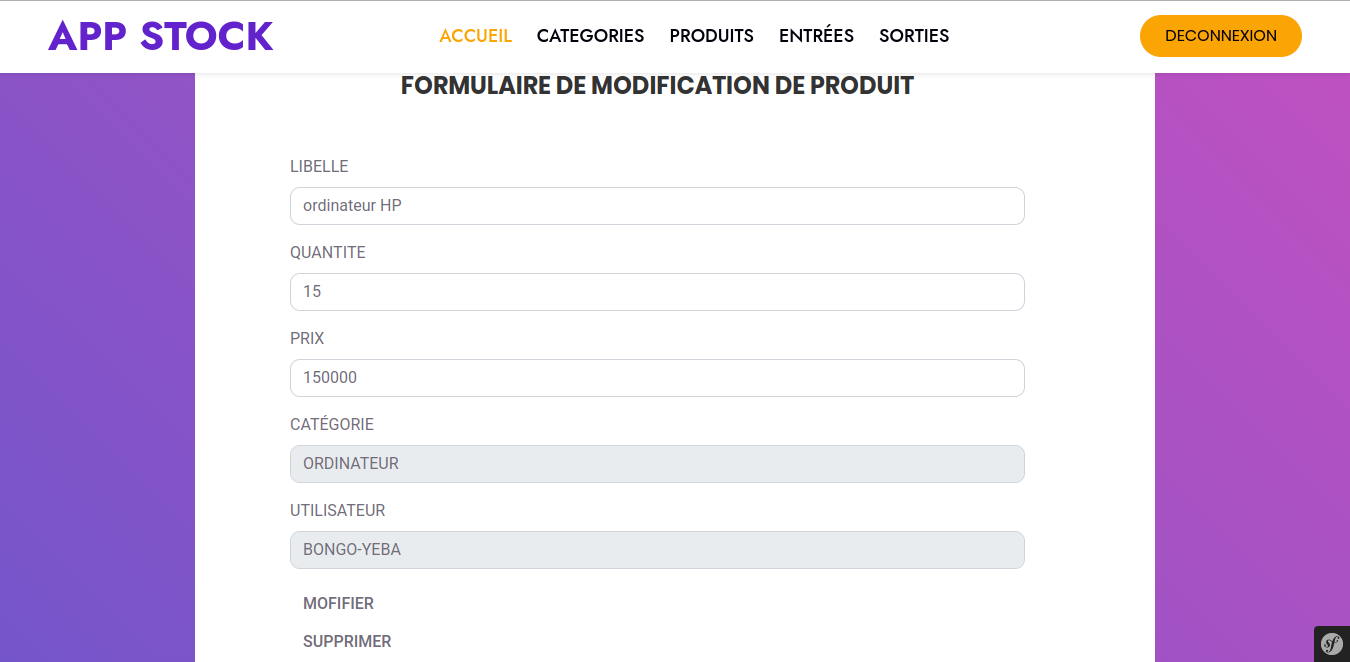 APP STOCK
ACCUEIL CATEGORIES PRODUITS ENTRÉES SORTIES
DECONNEXION
FORMULAIRE DE MODIFICATION DE PRODUIT
LIBELLE
ordinateur HP
QUANTITE
15
PRIX
150000
CATÉGORIE
ORDINATEUR
UTILISATEUR
BONGO-YEBA
MOFIFIER
SUPPRIMER
sf